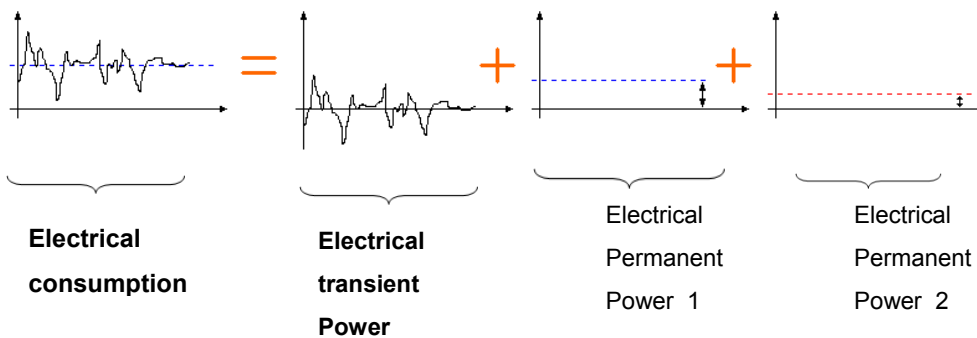 =
+
+
Electrical
consumption
Electrical
transient
Power
Electrical
Permanent
Power 1
Electrical
Permanent
Power 2